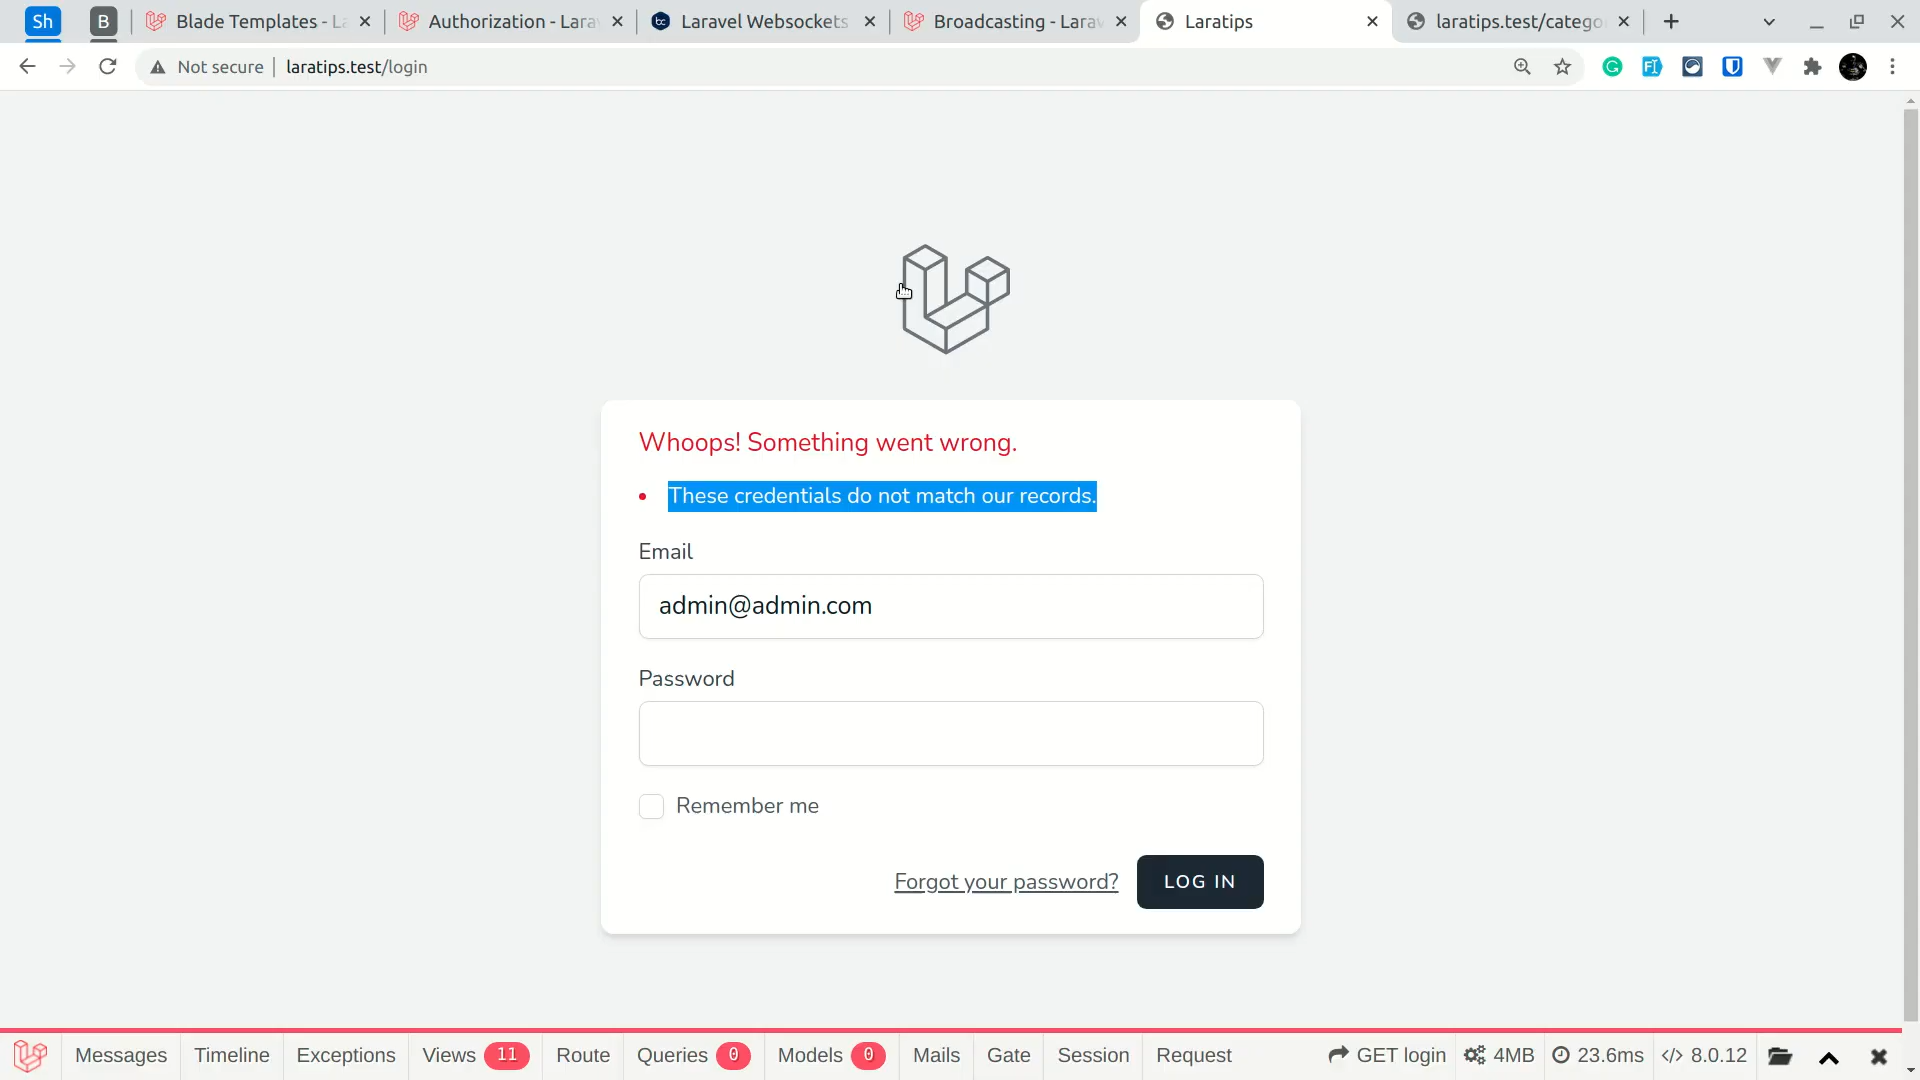 Sh
B
Blade Templates - La
Authorization - Larav
Laravel Websockets
Broadcasting - Larav
Laratips
laratips.test/catego
Not secure
laratips.test/login
Whoops! Something went wrong.
These credentials do not match our records.
Email
admin@admin.com
Password
Remember me
Forgot your password?
LOG IN
Messages
Timeline
Exceptions
Views 11
Route
Queries 0
Models 0
Mails
Gate
Session
Request
GET login
4MB
23.6ms
</> 8.0.12